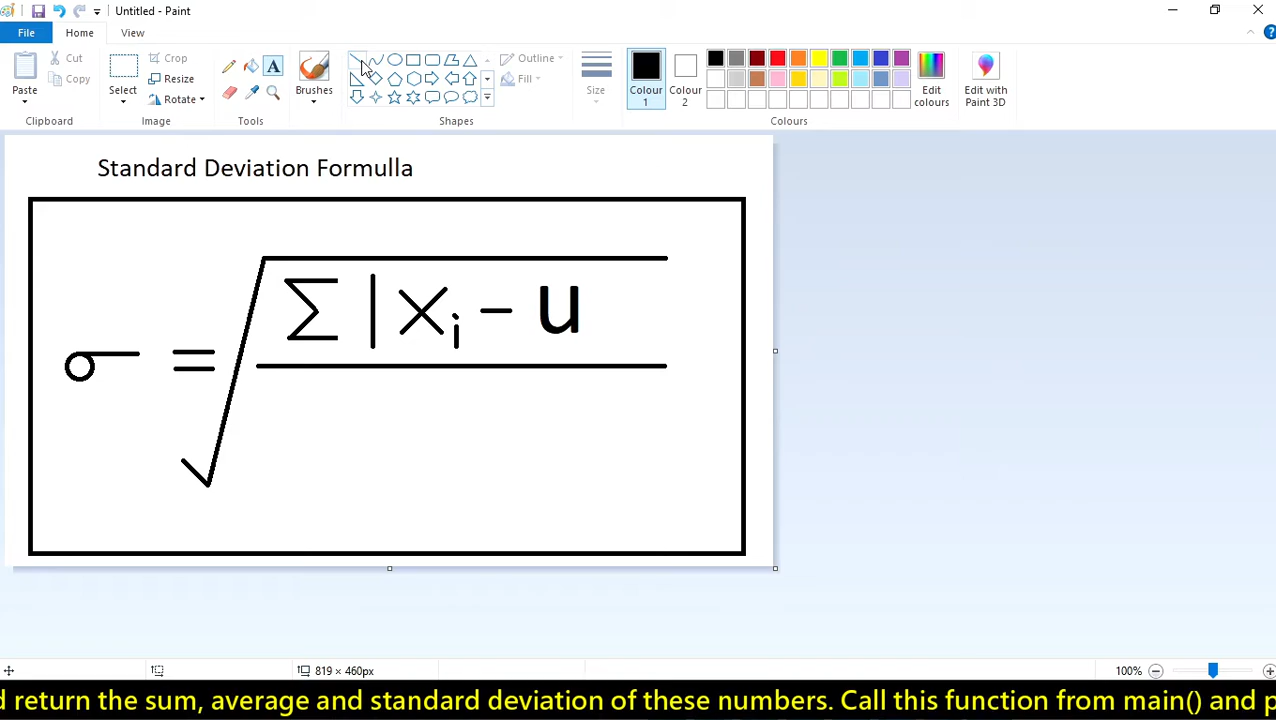 Untitled - Paint
File Home View
Paste
Cut
Copy
Clipboard
Select
Crop
Resize
Rotate
Image
A
Tools
Brushes
Outline
Fill
Shapes
Size
Colour 1
Colour 2
Edit colours
Edit with Paint 3D
Colours
Standard Deviation Formulla
σ = √ ∑ | xi - u
819 × 460px
100%
d return the sum, average and standard deviation of these numbers. Call this function from main() and p